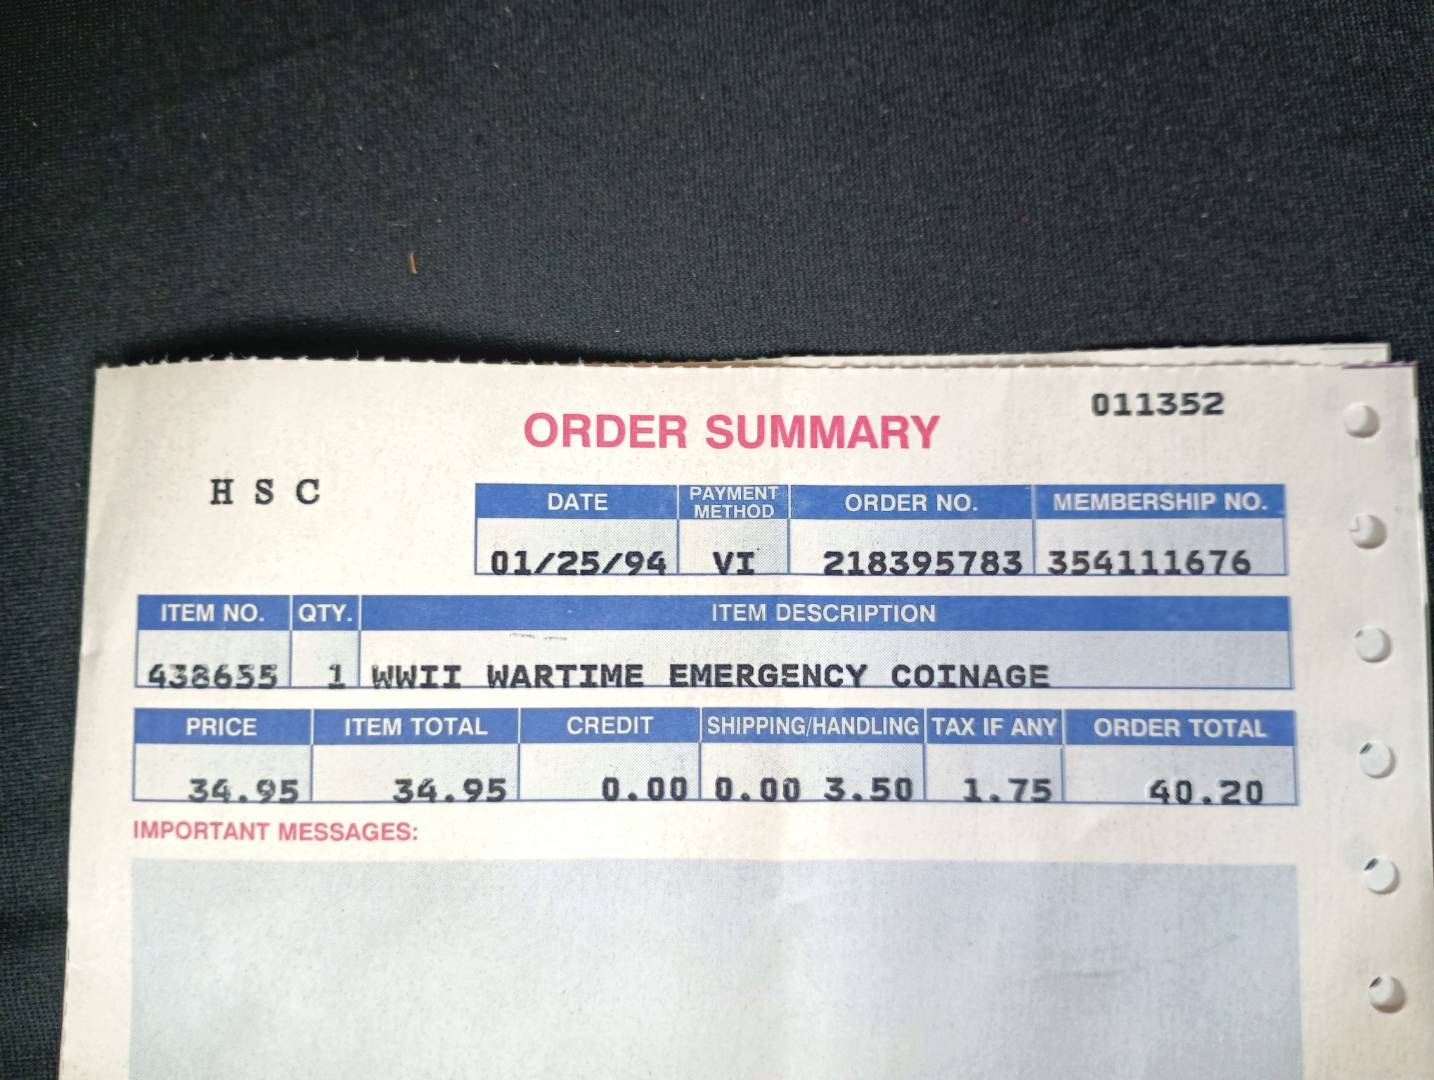 011352
ORDER SUMMARY
H S C
DATE PAYMENT METHOD ORDER NO. MEMBERSHIP NO.
01/25/94 VI 218395783 354111676
ITEM NO. QTY. ITEM DESCRIPTION
438655 1 WWII WARTIME EMERGENCY COINAGE
PRICE ITEM TOTAL CREDIT SHIPPING/HANDLING TAX IF ANY ORDER TOTAL
34.95 34.95 0.00 0.00 3.50 1.75 40.20
IMPORTANT MESSAGES: